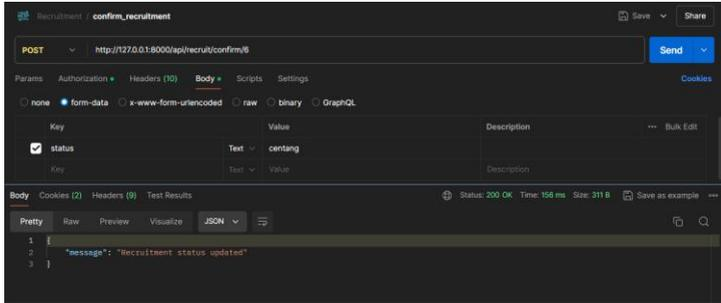 Recruitment / confirm_recruitment Save Share
POST http://127.0.0.1:8000/api/recruit/confirm/6 Send
Params Authorization Headers (10) Body Scripts Settings Cookies
none form-data x-www-form-urlencoded raw binary GraphQL
Key Value Description ••• Bulk Edit
status Text centang
Key Text Value Description
Body Cookies (2) Headers (9) Test Results Status: 200 OK Time: 156 ms Size: 311 B Save as example •••
Pretty Raw Preview Visualize JSON
1 {
2 "message": "Recruitment status updated"
3 }